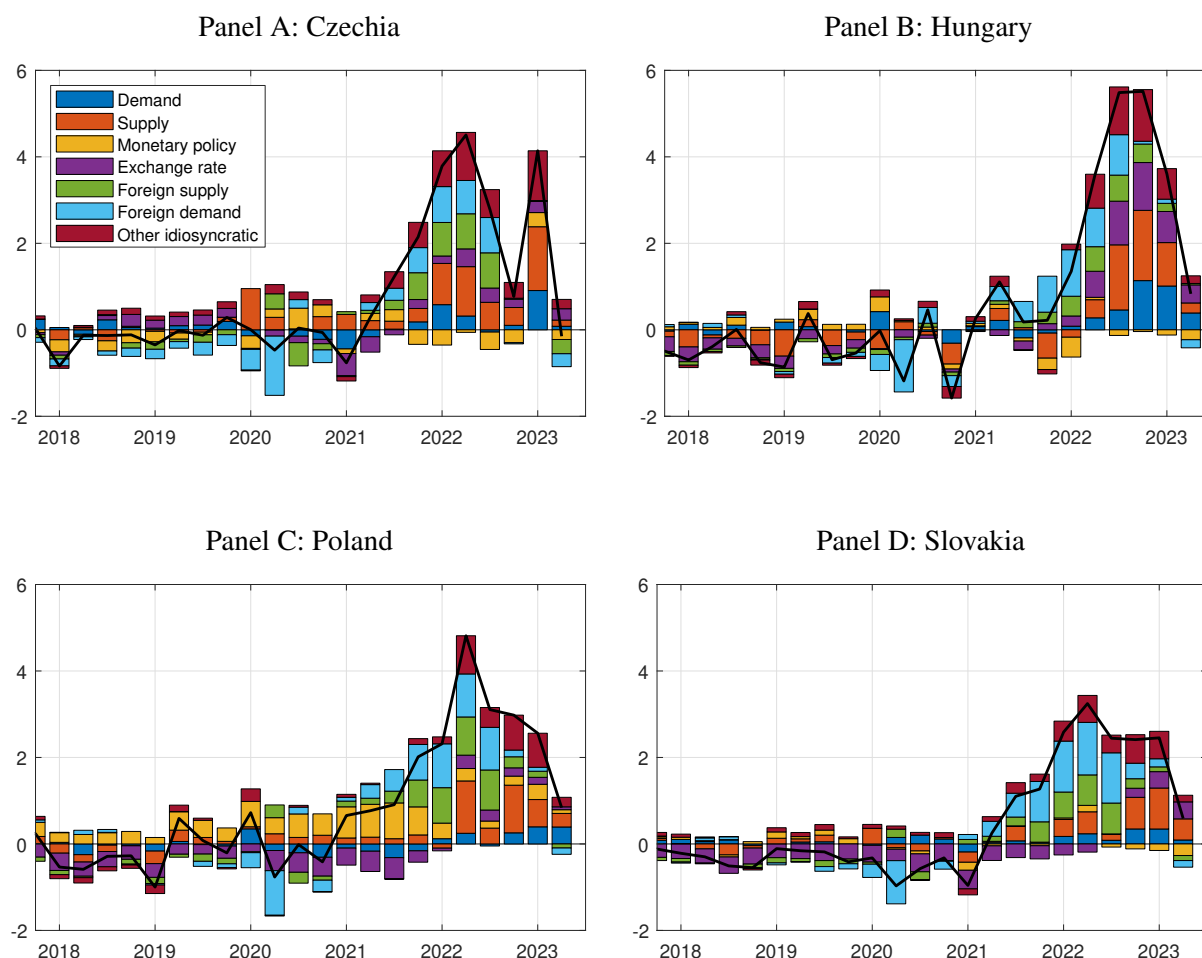 Panel A: Czechia
6
4
2
0
-2
Demand
Supply
Monetary policy
Exchange rate
Foreign supply
Foreign demand
Other idiosyncratic
2018 2019 2020 2021 2022 2023
Panel B: Hungary
6
4
2
0
-2
2018 2019 2020 2021 2022 2023
Panel C: Poland
6
4
2
0
-2
2018 2019 2020 2021 2022 2023
Panel D: Slovakia
6
4
2
0
-2
2018 2019 2020 2021 2022 2023